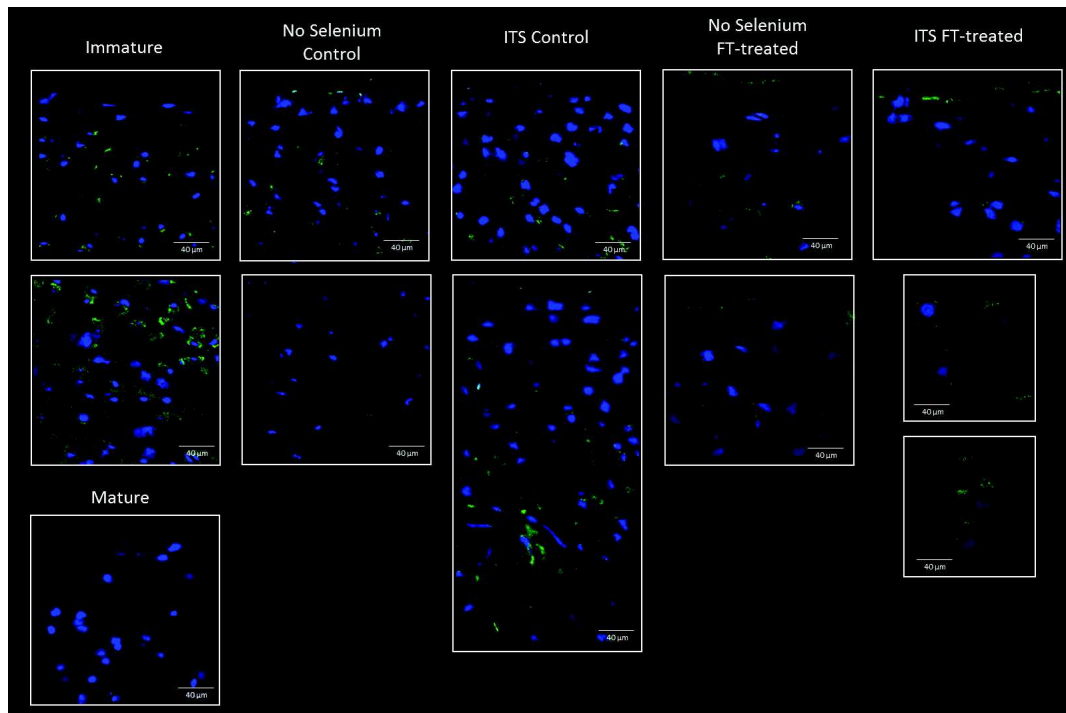 Immature
No Selenium
Control
ITS Control
No Selenium
FT-treated
ITS FT-treated
40 µm
40 µm
40 µm
40 µm
40 µm
40 µm
40 µm
40 µm
40 µm
40 µm
40 µm
Mature
40 µm